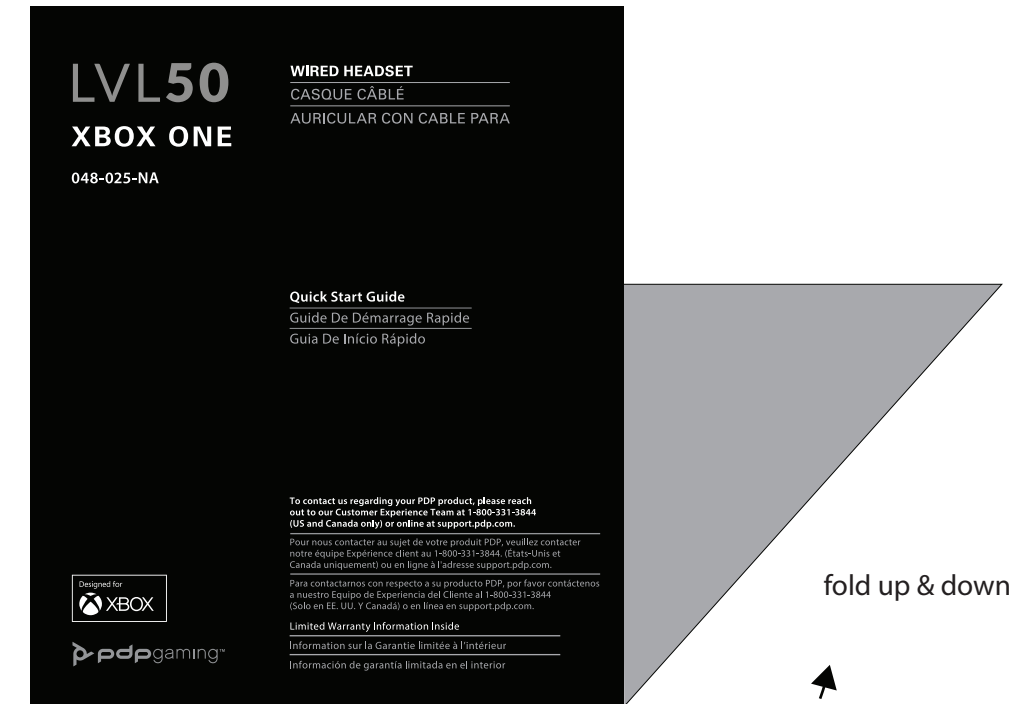 LVL50
XBOX ONE
048-025-NA
WIRED HEADSET
CASQUE CÂBLÉ
AURICULAR CON CABLE PARA
Quick Start Guide
Guide De Démarrage Rapide
Guia De Início Rápido
To contact us regarding your PDP product, please reach
out to our Customer Experience Team at 1-800-331-3844
(US and Canada only) or online at support.pdp.com.
Pour nous contacter au sujet de votre produit PDP, veuillez contacter
notre équipe Expérience client au 1-800-331-3844. (États-Unis et
Canada uniquement) ou en ligne à l'adresse support.pdp.com.
Para contactarnos con respecto a su producto PDP, por favor contáctenos
a nuestro Equipo de Experiencia del Cliente al 1-800-331-3844
(Solo en EE. UU. Y Canadá) o en línea en support.pdp.com.
Limited Warranty Information Inside
Information sur la Garantie limitée à l'intérieur
Información de garantía limitada en el interior
Designed for
XBOX
pdpgaming™
fold up & down